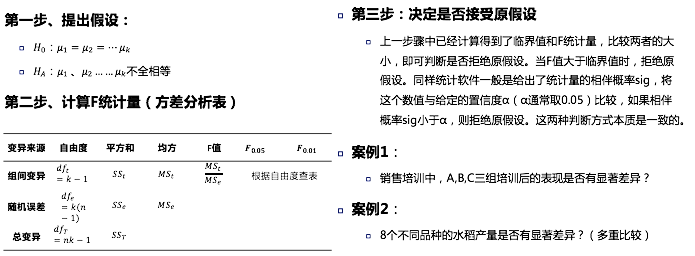 第一步、提出假设：
H₀：μ₁ = μ₂ = ⋯ μₖ
H_A：μ₁ 、μ₂ …… μₖ不全相等
第二步、计算F统计量（方差分析表）
变异来源 自由度 平方和 均方 F值 F₀.₀₅ F₀.₀₁
组间变异 df_t = k − 1 SS_t MS_t MS_t/MS_e 根据自由度查表
随机误差 df_e = k(n − 1) SS_e MS_e
总变异 df_T = nk − 1 SS_T
第三步：决定是否接受原假设
上一步骤中已经计算得到了临界值和F统计量，比较两者的大
小，即可判断是否拒绝原假设。当F值大于临界值时，拒绝原
假设。同样统计软件一般是给出了统计量的相伴概率sig，将
这个数值与给定的置信度α（α通常取0.05）比较，如果相伴
概率sig小于α，则拒绝原假设。这两种判断方式本质是一致的。
案例1：
销售培训中，A,B,C三组培训后的表现是否有显著差异？
案例2：
8个不同品种的水稻产量是否有显著差异？（多重比较）